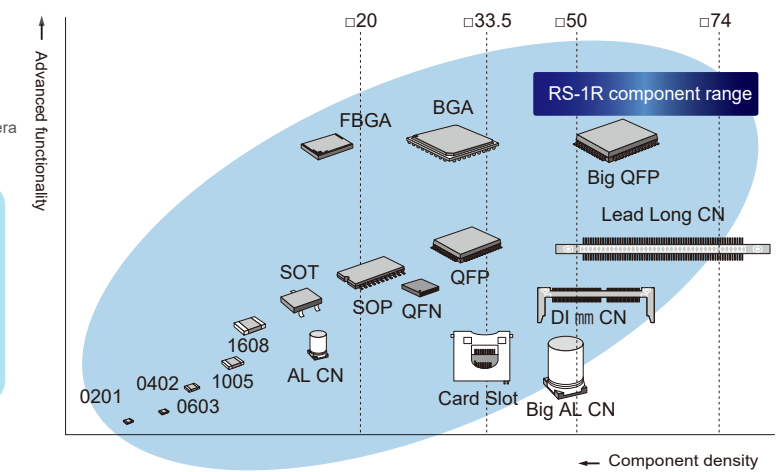 □20
□33.5
□50
□74
RS-1R component range
Advanced functionality
era
FBGA
BGA
Big QFP
Lead Long CN
SOT
SOP
QFN
QFP
DI ㎜ CN
1608
AL CN
1005
0402
0603
0201
Card Slot
Big AL CN
Component density